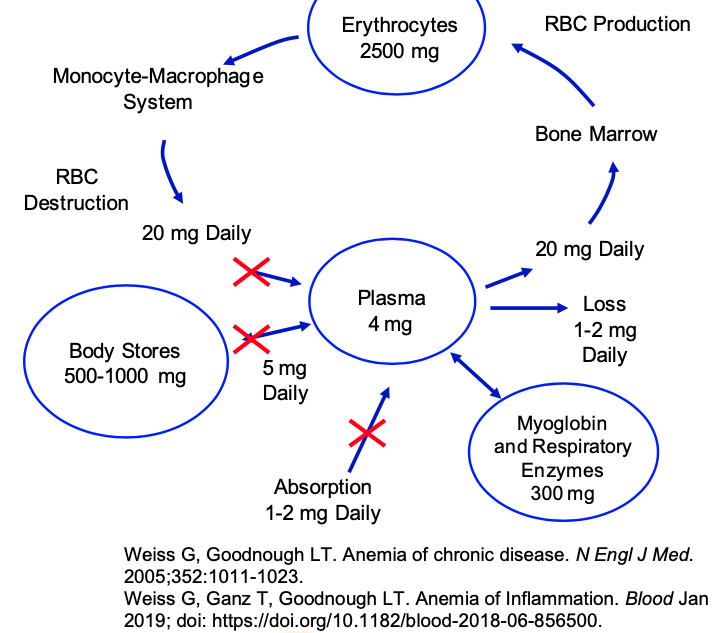 Erythrocytes
2500 mg
RBC Production
Monocyte-Macrophage
System
Bone Marrow
RBC
Destruction
20 mg Daily
20 mg Daily
Plasma
4 mg
Loss
1-2 mg
Daily
Body Stores
500-1000 mg
5 mg
Daily
Myoglobin
and Respiratory
Enzymes
300 mg
Absorption
1-2 mg Daily
Weiss G, Goodnough LT. Anemia of chronic disease. N Engl J Med.
2005;352:1011-1023.
Weiss G, Ganz T, Goodnough LT. Anemia of Inflammation. Blood Jan
2019; doi: https://doi.org/10.1182/blood-2018-06-856500.